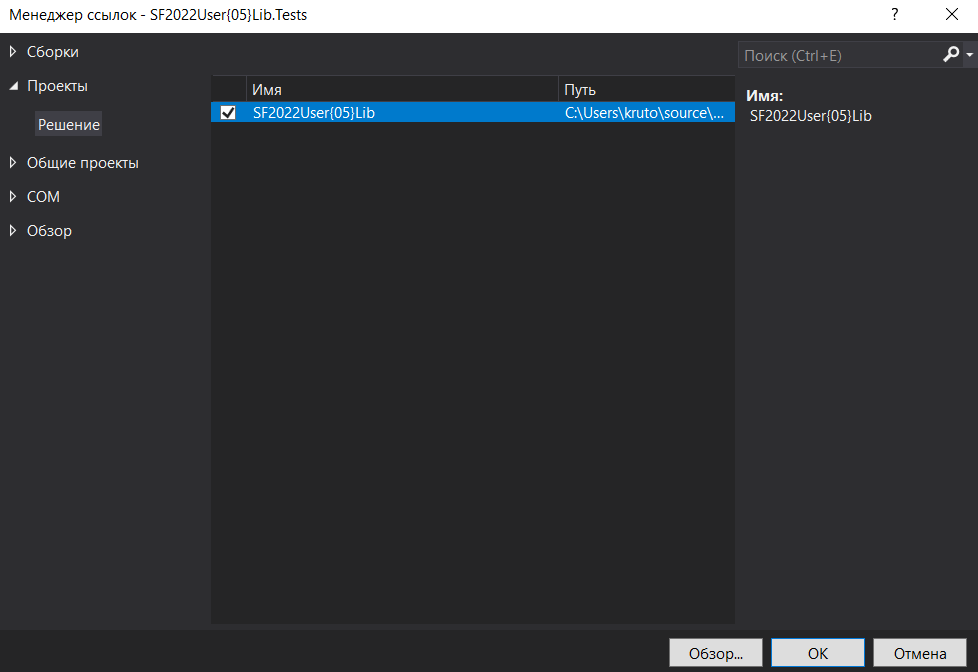 Менеджер ссылок - SF2022User{05}Lib.Tests
?
Сборки
Проекты
Решение
Общие проекты
COM
Обзор
Имя Путь
SF2022User{05}Lib C:\Users\kruto\source\...
Поиск (Ctrl+E)
Имя:
SF2022User{05}Lib
Обзор... ОК Отмена